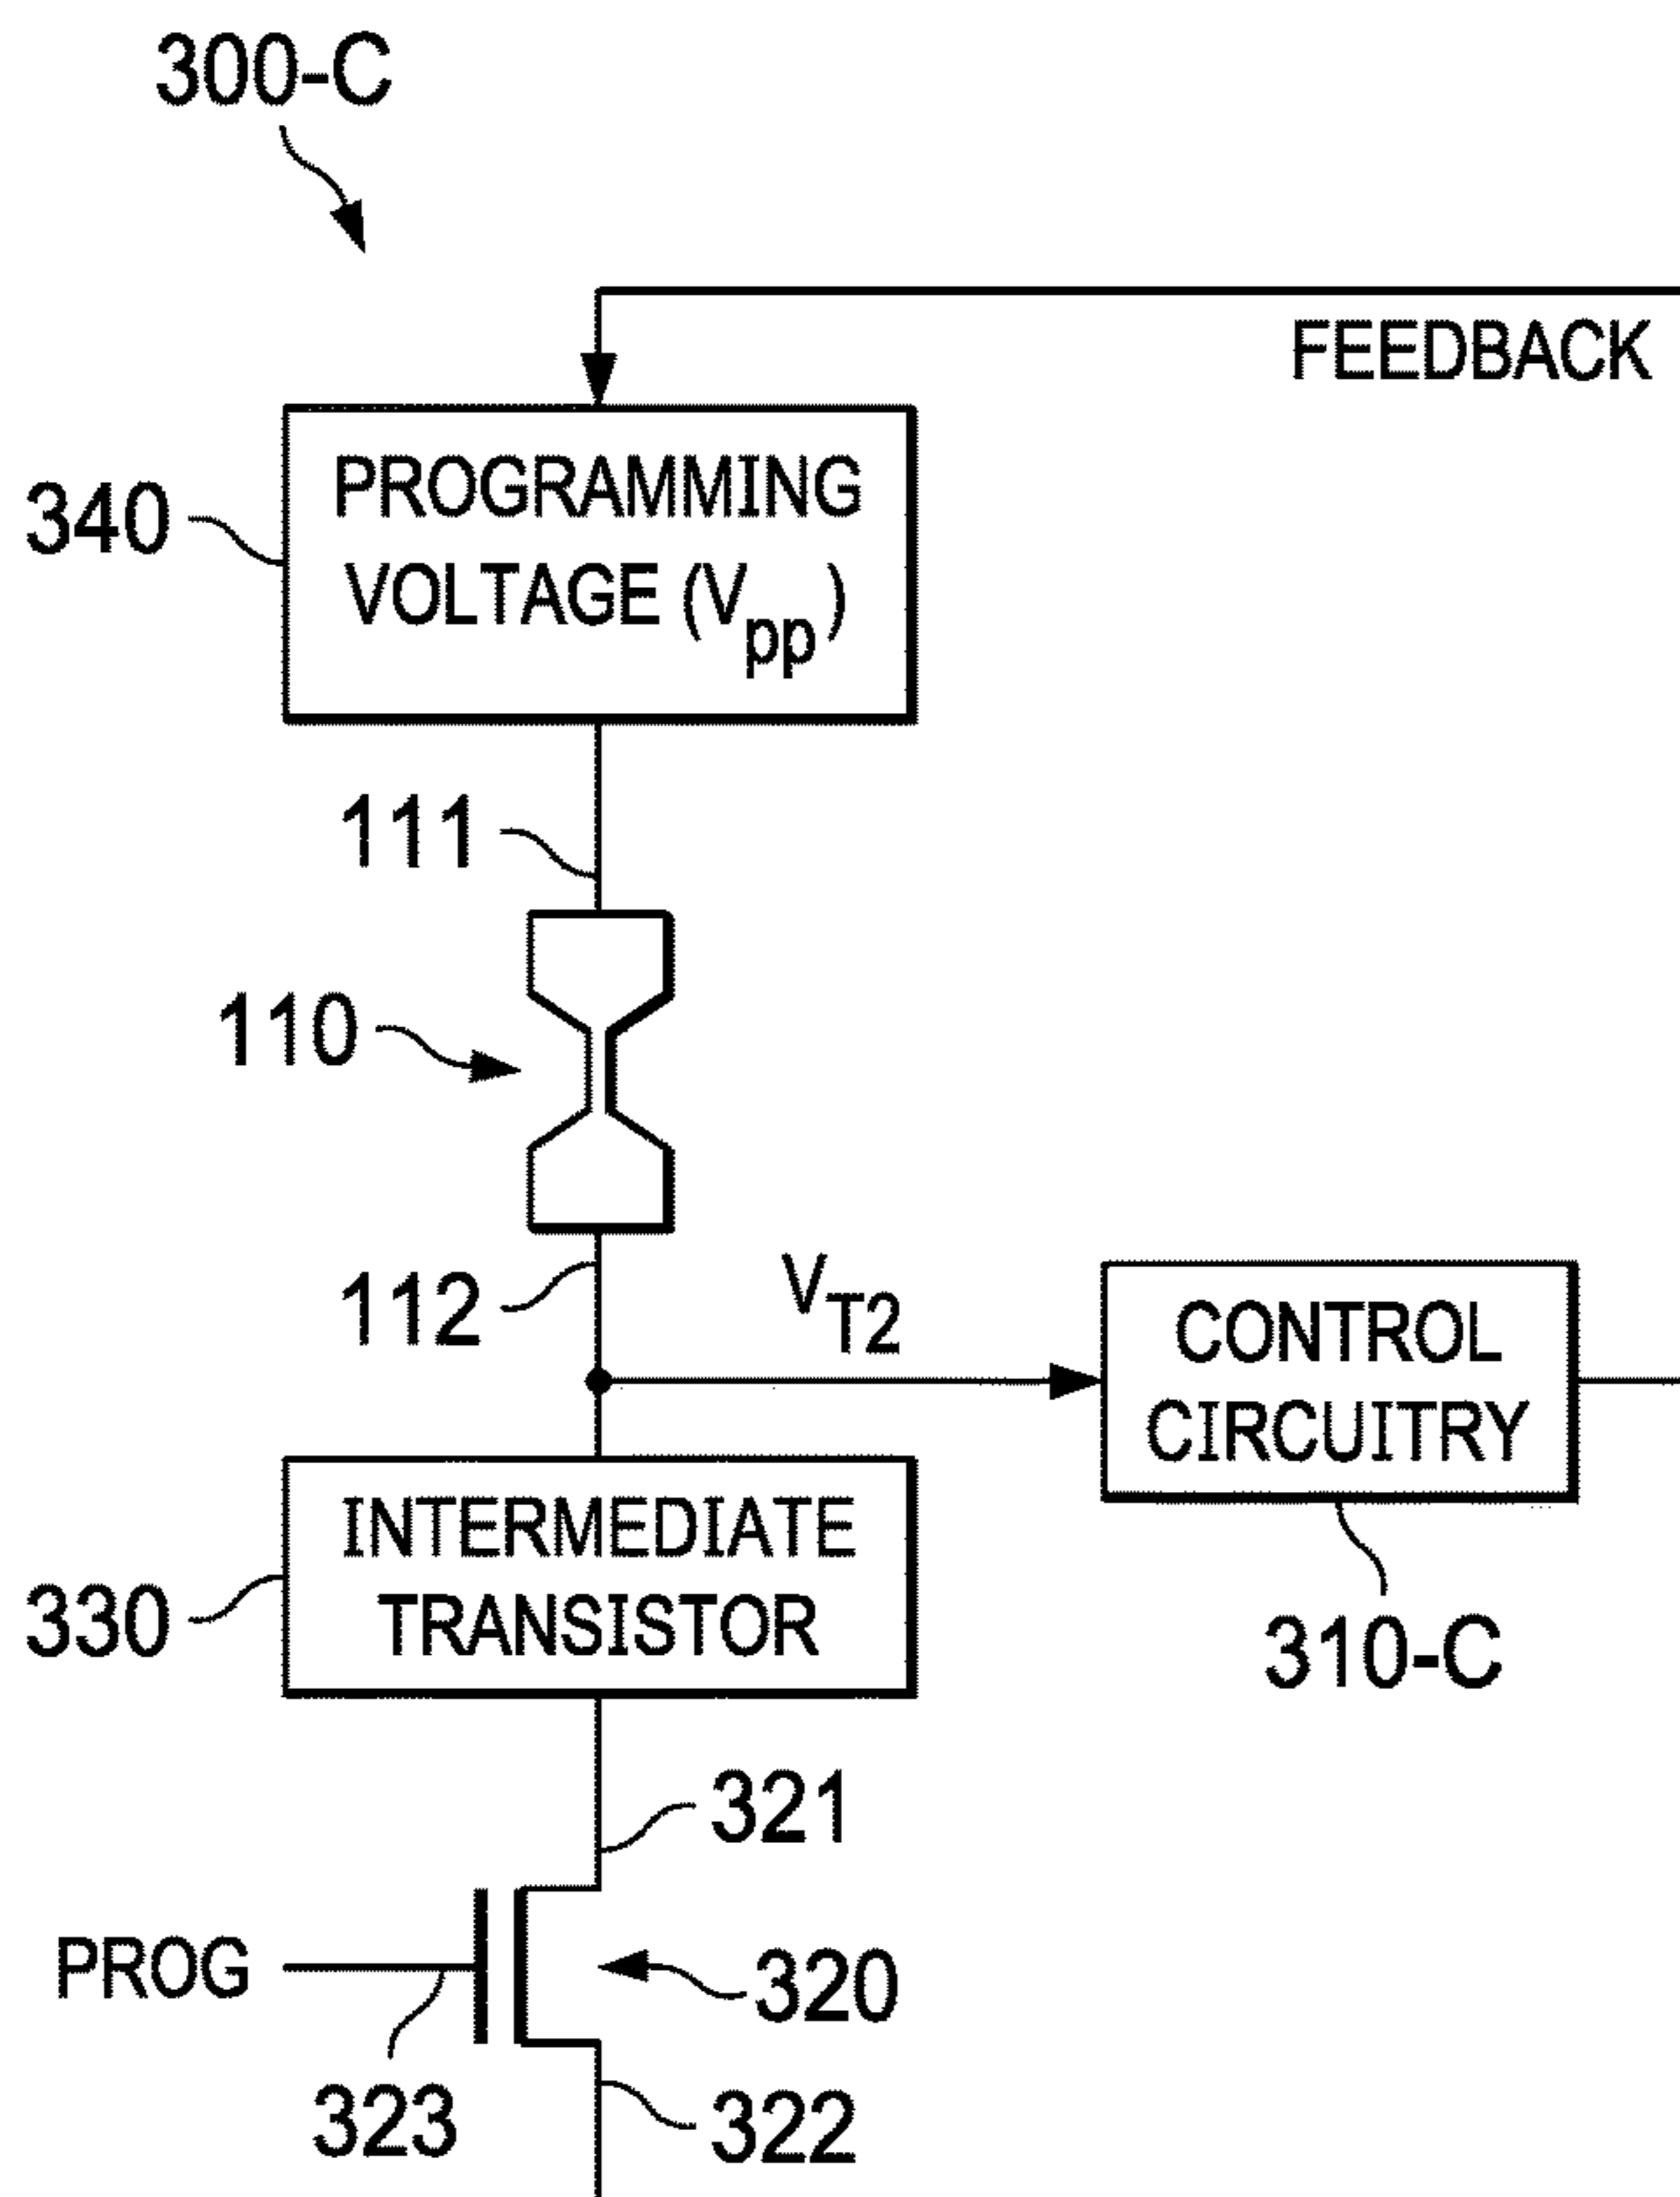 300-C
FEEDBACK
PROGRAMMING
VOLTAGE (Vpp)
340
111
110
112
VT2
CONTROL
CIRCUITRY
INTERMEDIATE
TRANSISTOR
330
310-C
321
PROG
320
323
322